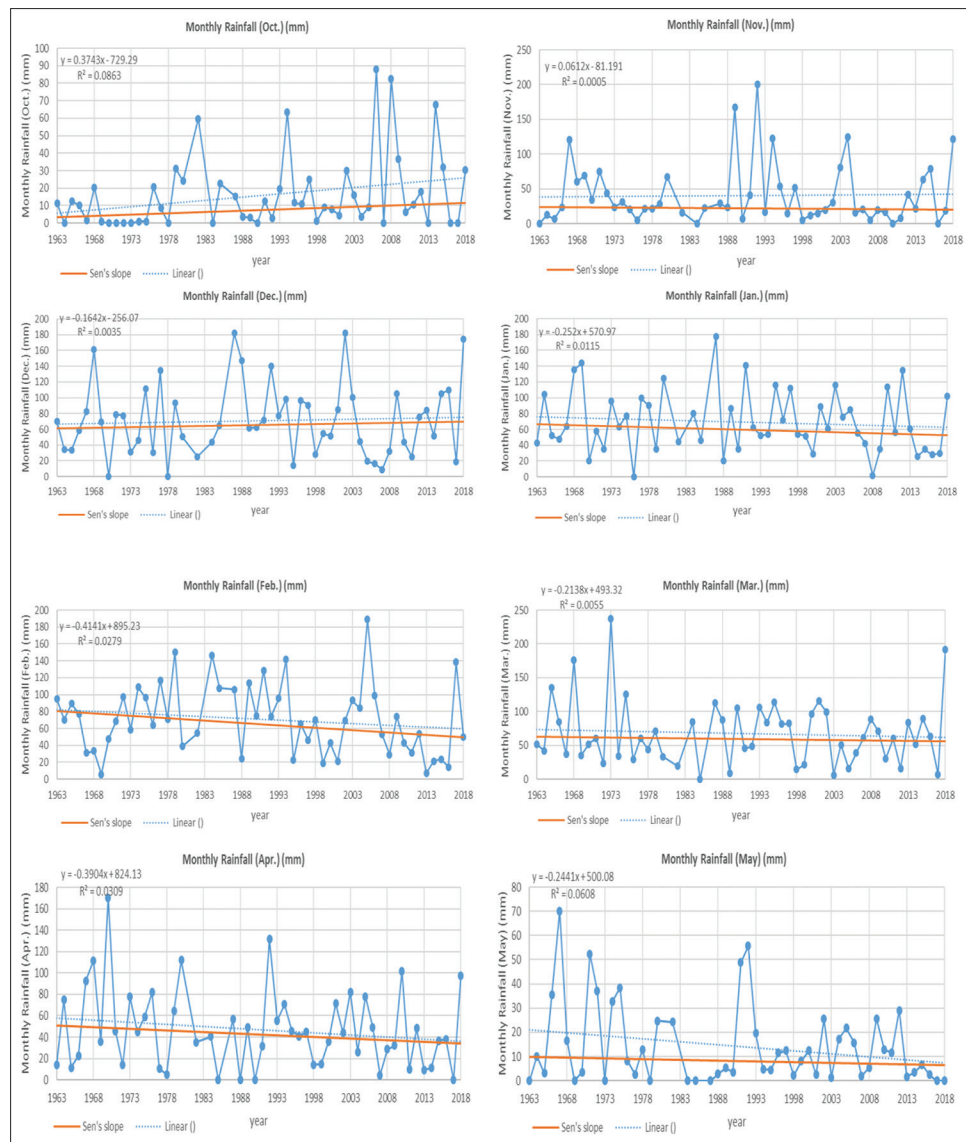 Monthly Rainfall (Oct.) (mm)
y = 0.3743x - 729.29
R² = 0.0863
Monthly Rainfall (Oct.) (mm)
100
90
80
70
60
50
40
30
20
10
0
1963 1968 1973 1978 1983 1988 1993 1998 2003 2008 2013 2018
year
Sen's slope Linear ()
Monthly Rainfall (Nov.) (mm)
y = 0.0612x - 81.191
R² = 0.0005
Monthly Rainfall (Nov.) (mm)
250
200
150
100
50
0
1963 1968 1973 1978 1983 1988 1993 1998 2003 2008 2013 2018
year
Sen's slope Linear ()
Monthly Rainfall (Dec.) (mm)
y = -0.1642x - 256.07
R² = 0.0035
Monthly Rainfall (Dec.) (mm)
200
180
160
140
120
100
80
60
40
20
0
1963 1968 1973 1978 1983 1988 1993 1998 2003 2008 2013 2018
year
Sen's slope Linear ()
Monthly Rainfall (Jan.) (mm)
y = -0.252x + 570.97
R² = 0.0115
Monthly Rainfall (Jan.) (mm)
200
180
160
140
120
100
80
60
40
20
0
1963 1968 1973 1978 1983 1988 1993 1998 2003 2008 2013 2018
year
Sen's slope Linear ()
Monthly Rainfall (Feb.) (mm)
y = -0.4141x + 895.23
R² = 0.0279
Monthly Rainfall (Feb.) (mm)
200
180
160
140
120
100
80
60
40
20
0
1963 1968 1973 1978 1983 1988 1993 1998 2003 2008 2013 2018
year
Sen's slope Linear ()
Monthly Rainfall (Mar.) (mm)
y = -0.2138x + 493.32
R² = 0.0055
Monthly Rainfall (Mar.) (mm)
250
200
150
100
50
0
1963 1968 1973 1978 1983 1988 1993 1998 2003 2008 2013 2018
year
Sen's slope Linear ()
Monthly Rainfall (Apr.) (mm)
y = -0.3904x + 824.13
R² = 0.0309
Monthly Rainfall (Apr.) (mm)
180
160
140
120
100
80
60
40
20
0
1963 1968 1973 1978 1983 1988 1993 1998 2003 2008 2013 2018
year
Sen's slope Linear ()
Monthly Rainfall (May) (mm)
y = -0.2441x + 500.08
R² = 0.0608
Monthly Rainfall (May) (mm)
80
70
60
50
40
30
20
10
0
1963 1968 1973 1978 1983 1988 1993 1998 2003 2008 2013 2018
year
Sen's slope Linear ()